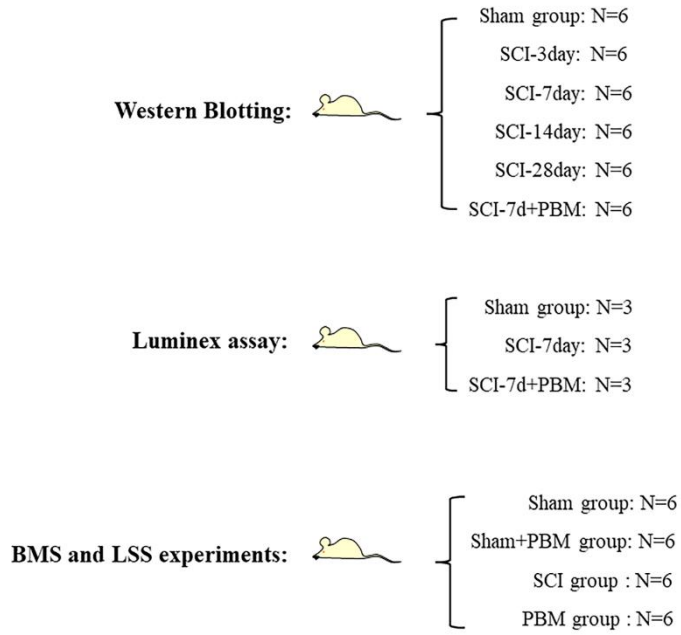 Sham group: N=6
SCI-3day: N=6
SCI-7day: N=6
Western Blotting:
SCI-14day: N=6
SCI-28day: N=6
SCI-7d+PBM: N=6
Sham group: N=3
Luminex assay:
SCI-7day: N=3
SCI-7d+PBM: N=3
Sham group: N=6
Sham+PBM group: N=6
BMS and LSS experiments:
SCI group : N=6
PBM group : N=6